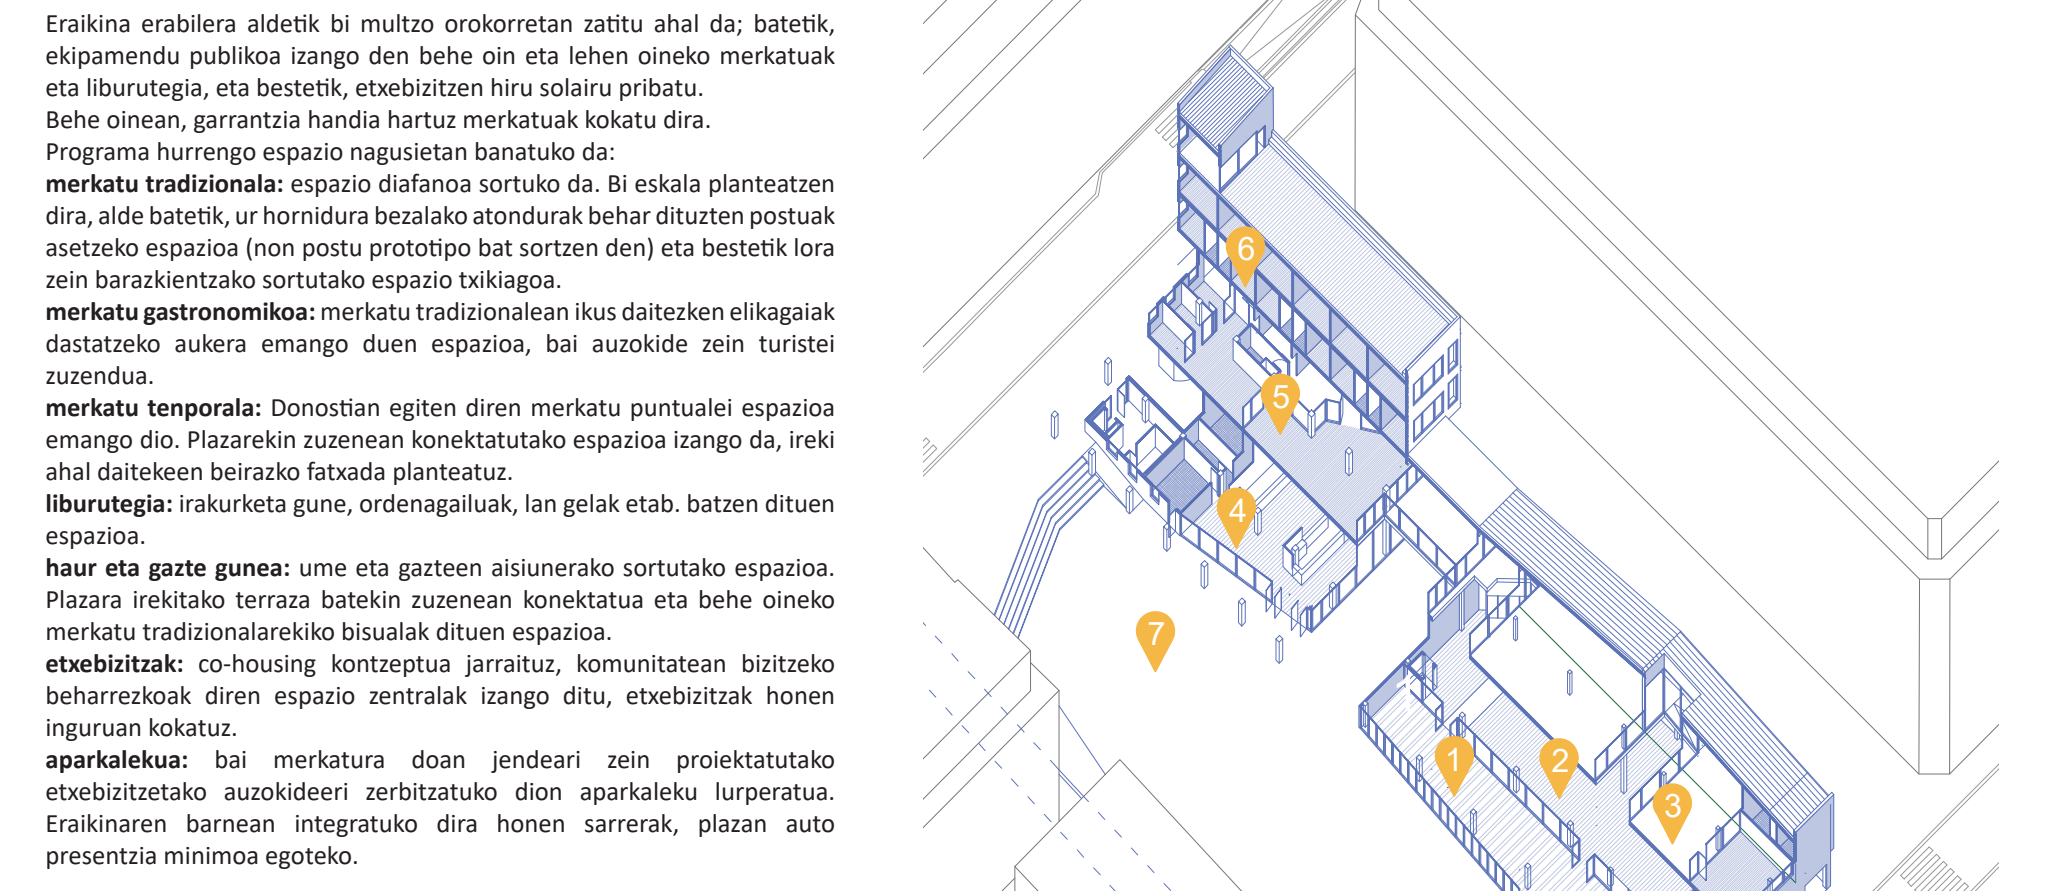 Eraikina erabilera aldetik bi multzo orokorretan zatitu ahal da; batetik,
ekipamendu publikoa izango den behe oin eta lehen oineko merkatuak
eta liburutegia, eta bestetik, etxebizitzen hiru solairu pribatu.
Behe oinean, garrantzia handia hartuz merkatuak kokatu dira.
Programa hurrengo espazio nagusietan banatuko da:
merkatu tradizionala: espazio diafanoa sortuko da. Bi eskala planteatzen
dira, alde batetik, ur hornidura bezalako atondurak behar dituzten postuak
asetzeko espazioa (non postu prototipo bat sortzen den) eta bestetik lora
zein barazkientzako sortutako espazio txikiagoa.
merkatu gastronomikoa: merkatu tradizionalean ikus daitezken elikagaiak
dastatzeko aukera emango duen espazioa, bai auzokide zein turistei
zuzendua.
merkatu tenporala: Donostian egiten diren merkatu puntualei espazioa
emango dio. Plazarekin zuzenean konektatutako espazioa izango da, ireki
ahal daitekeen beirazko fatxada planteatuz.
liburutegia: irakurketa gune, ordenagailuak, lan gelak etab. batzen dituen
espazioa.
haur eta gazte gunea: ume eta gazteen aisiunerako sortutako espazioa.
Plazara irekitako terraza batekin zuzenean konektatua eta behe oineko
merkatu tradizionalarekiko bisualak dituen espazioa.
etxebizitzak: co-housing kontzeptua jarraituz, komunitatean bizitzeko
beharrezkoak diren espazio zentralak izango ditu, etxebizitzak honen
inguruan kokatuz.
aparkalekua: bai merkatura doan jendeari zein proiektatutako
etxebizitzetako auzokideeri zerbitzatuko dion aparkaleku lurperatua.
Eraikinaren barnean integratuko dira honen sarrerak, plazan auto
presentzia minimoa egoteko.
6
5
4
7
1
2
3